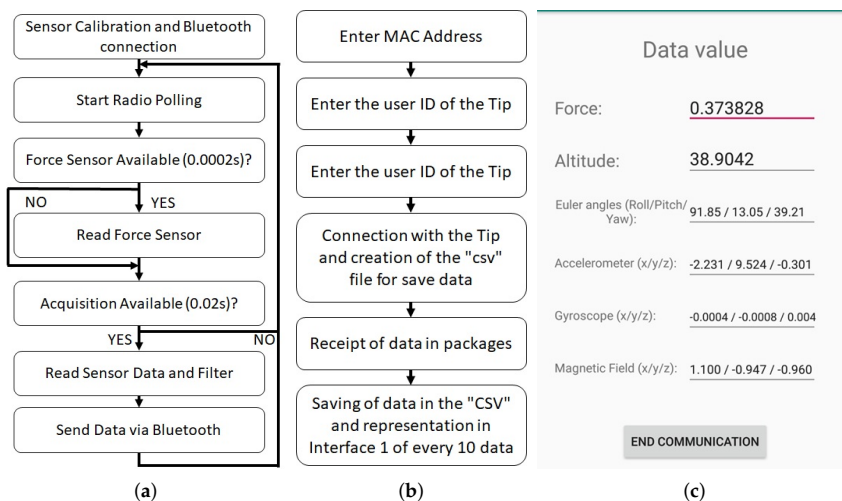 Sensor Calibration and Bluetooth
connection
Start Radio Polling
Force Sensor Available (0.0002s)?
NO
YES
Read Force Sensor
Acquisition Available (0.02s)?
YES
NO
Read Sensor Data and Filter
Send Data via Bluetooth
(a)
Enter MAC Address
Enter the user ID of the Tip
Enter the user ID of the Tip
Connection with the Tip
and creation of the "csv"
file for save data
Receipt of data in packages
Saving of data in the "CSV"
and representation in
Interface 1 of every 10 data
(b)
Data value
Force: 0.373828
Altitude: 38.9042
Euler angles (Roll/Pitch/
Yaw): 91.85 / 13.05 / 39.21
Accelerometer (x/y/z): -2.231 / 9.524 / -0.301
Gyroscope (x/y/z): -0.0004 / -0.0008 / 0.004
Magnetic Field (x/y/z): 1.100 / -0.947 / -0.960
END COMMUNICATION
(c)